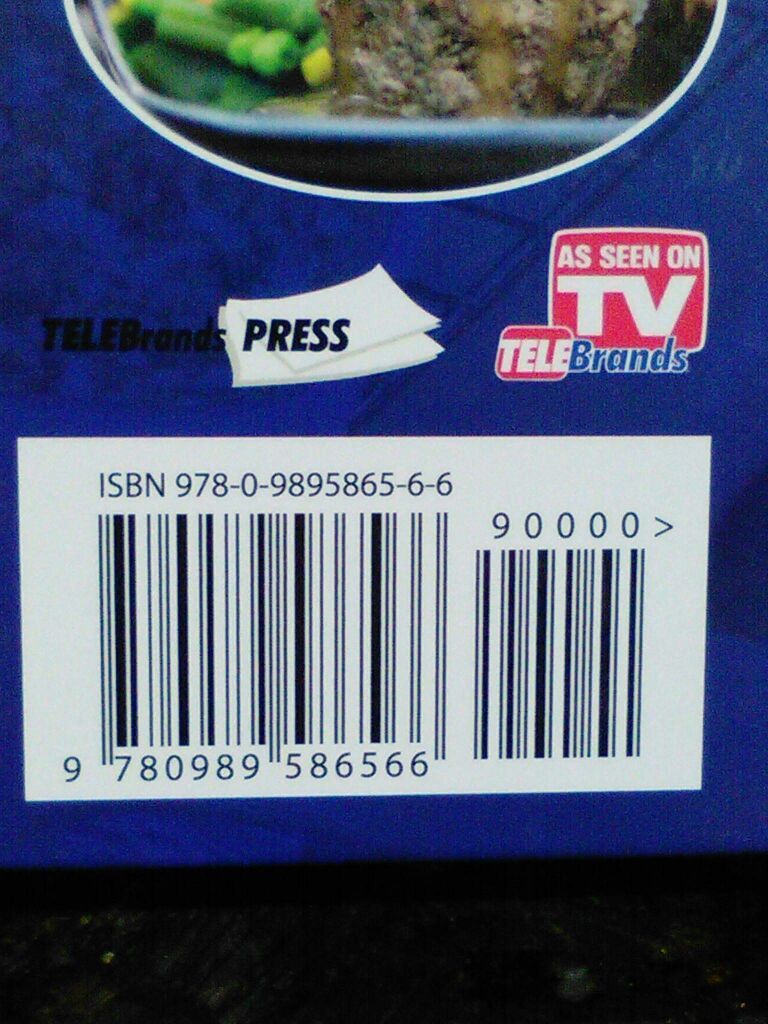 AS SEEN ON
TV
TELEBrands
TELEBrands PRESS
ISBN 978-0-9895865-6-6
90000>
9 780989 586566